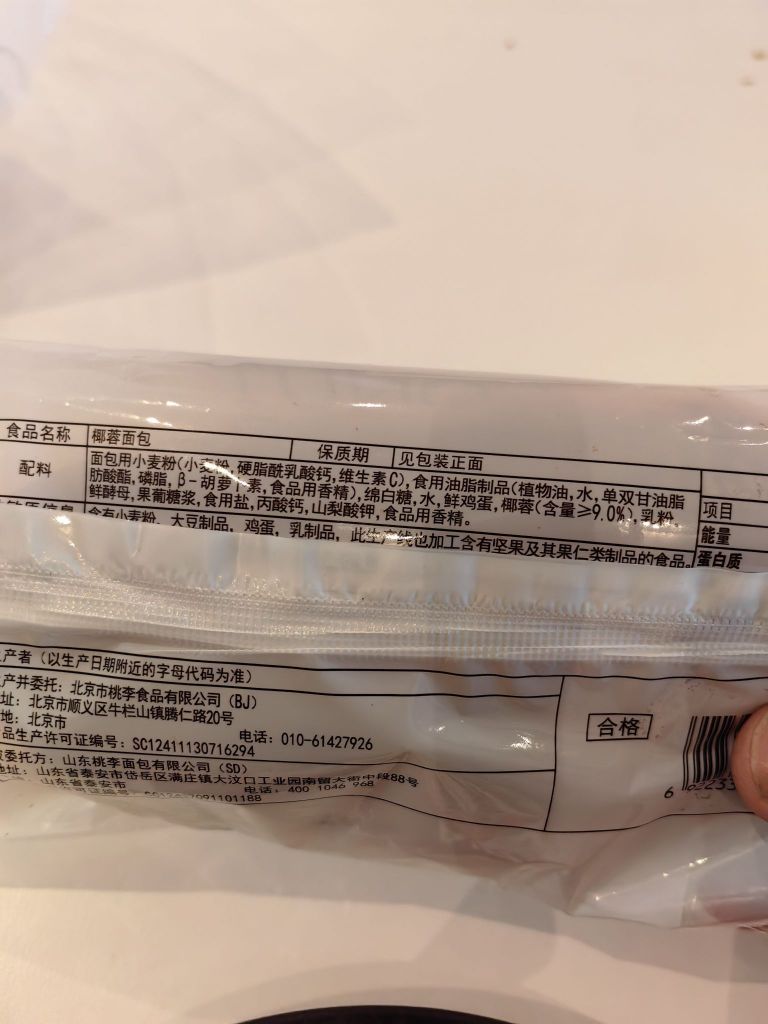 食品名称 椰蓉面包 保质期 见包装正面
配料 面包用小麦粉(小麦粉,硬脂酰乳酸钙,维生素C),食用油脂制品(植物油,水,单双甘油脂
肪酸酯,磷脂,β-胡萝 素,食品用香精),绵白糖,水,鲜鸡蛋,椰蓉(含量≥9.0%),乳粉,
鲜酵母,果葡糖浆,食用盐,丙酸钙,山梨酸钾,食品用香精。
含有小麦粉, 大豆制品, 鸡蛋, 乳制品, 此生产线也加工含有坚果及其果仁类制品的食品。
项目
能量
蛋白质
产者 (以生产日期附近的字母代码为准)
产并委托: 北京市桃李食品有限公司 (BJ)
址: 北京市顺义区牛栏山镇腾仁路20号
地: 北京市 电话: 010-61427926
品生产许可证编号: SC12411130716294
委托方: 山东桃李面包有限公司 (SD)
地址: 山东省泰安市岱岳区满庄镇大汶口工业园南留大街中段88号
山东省泰安市 电话: 400 1046 968
091101188
合格
6